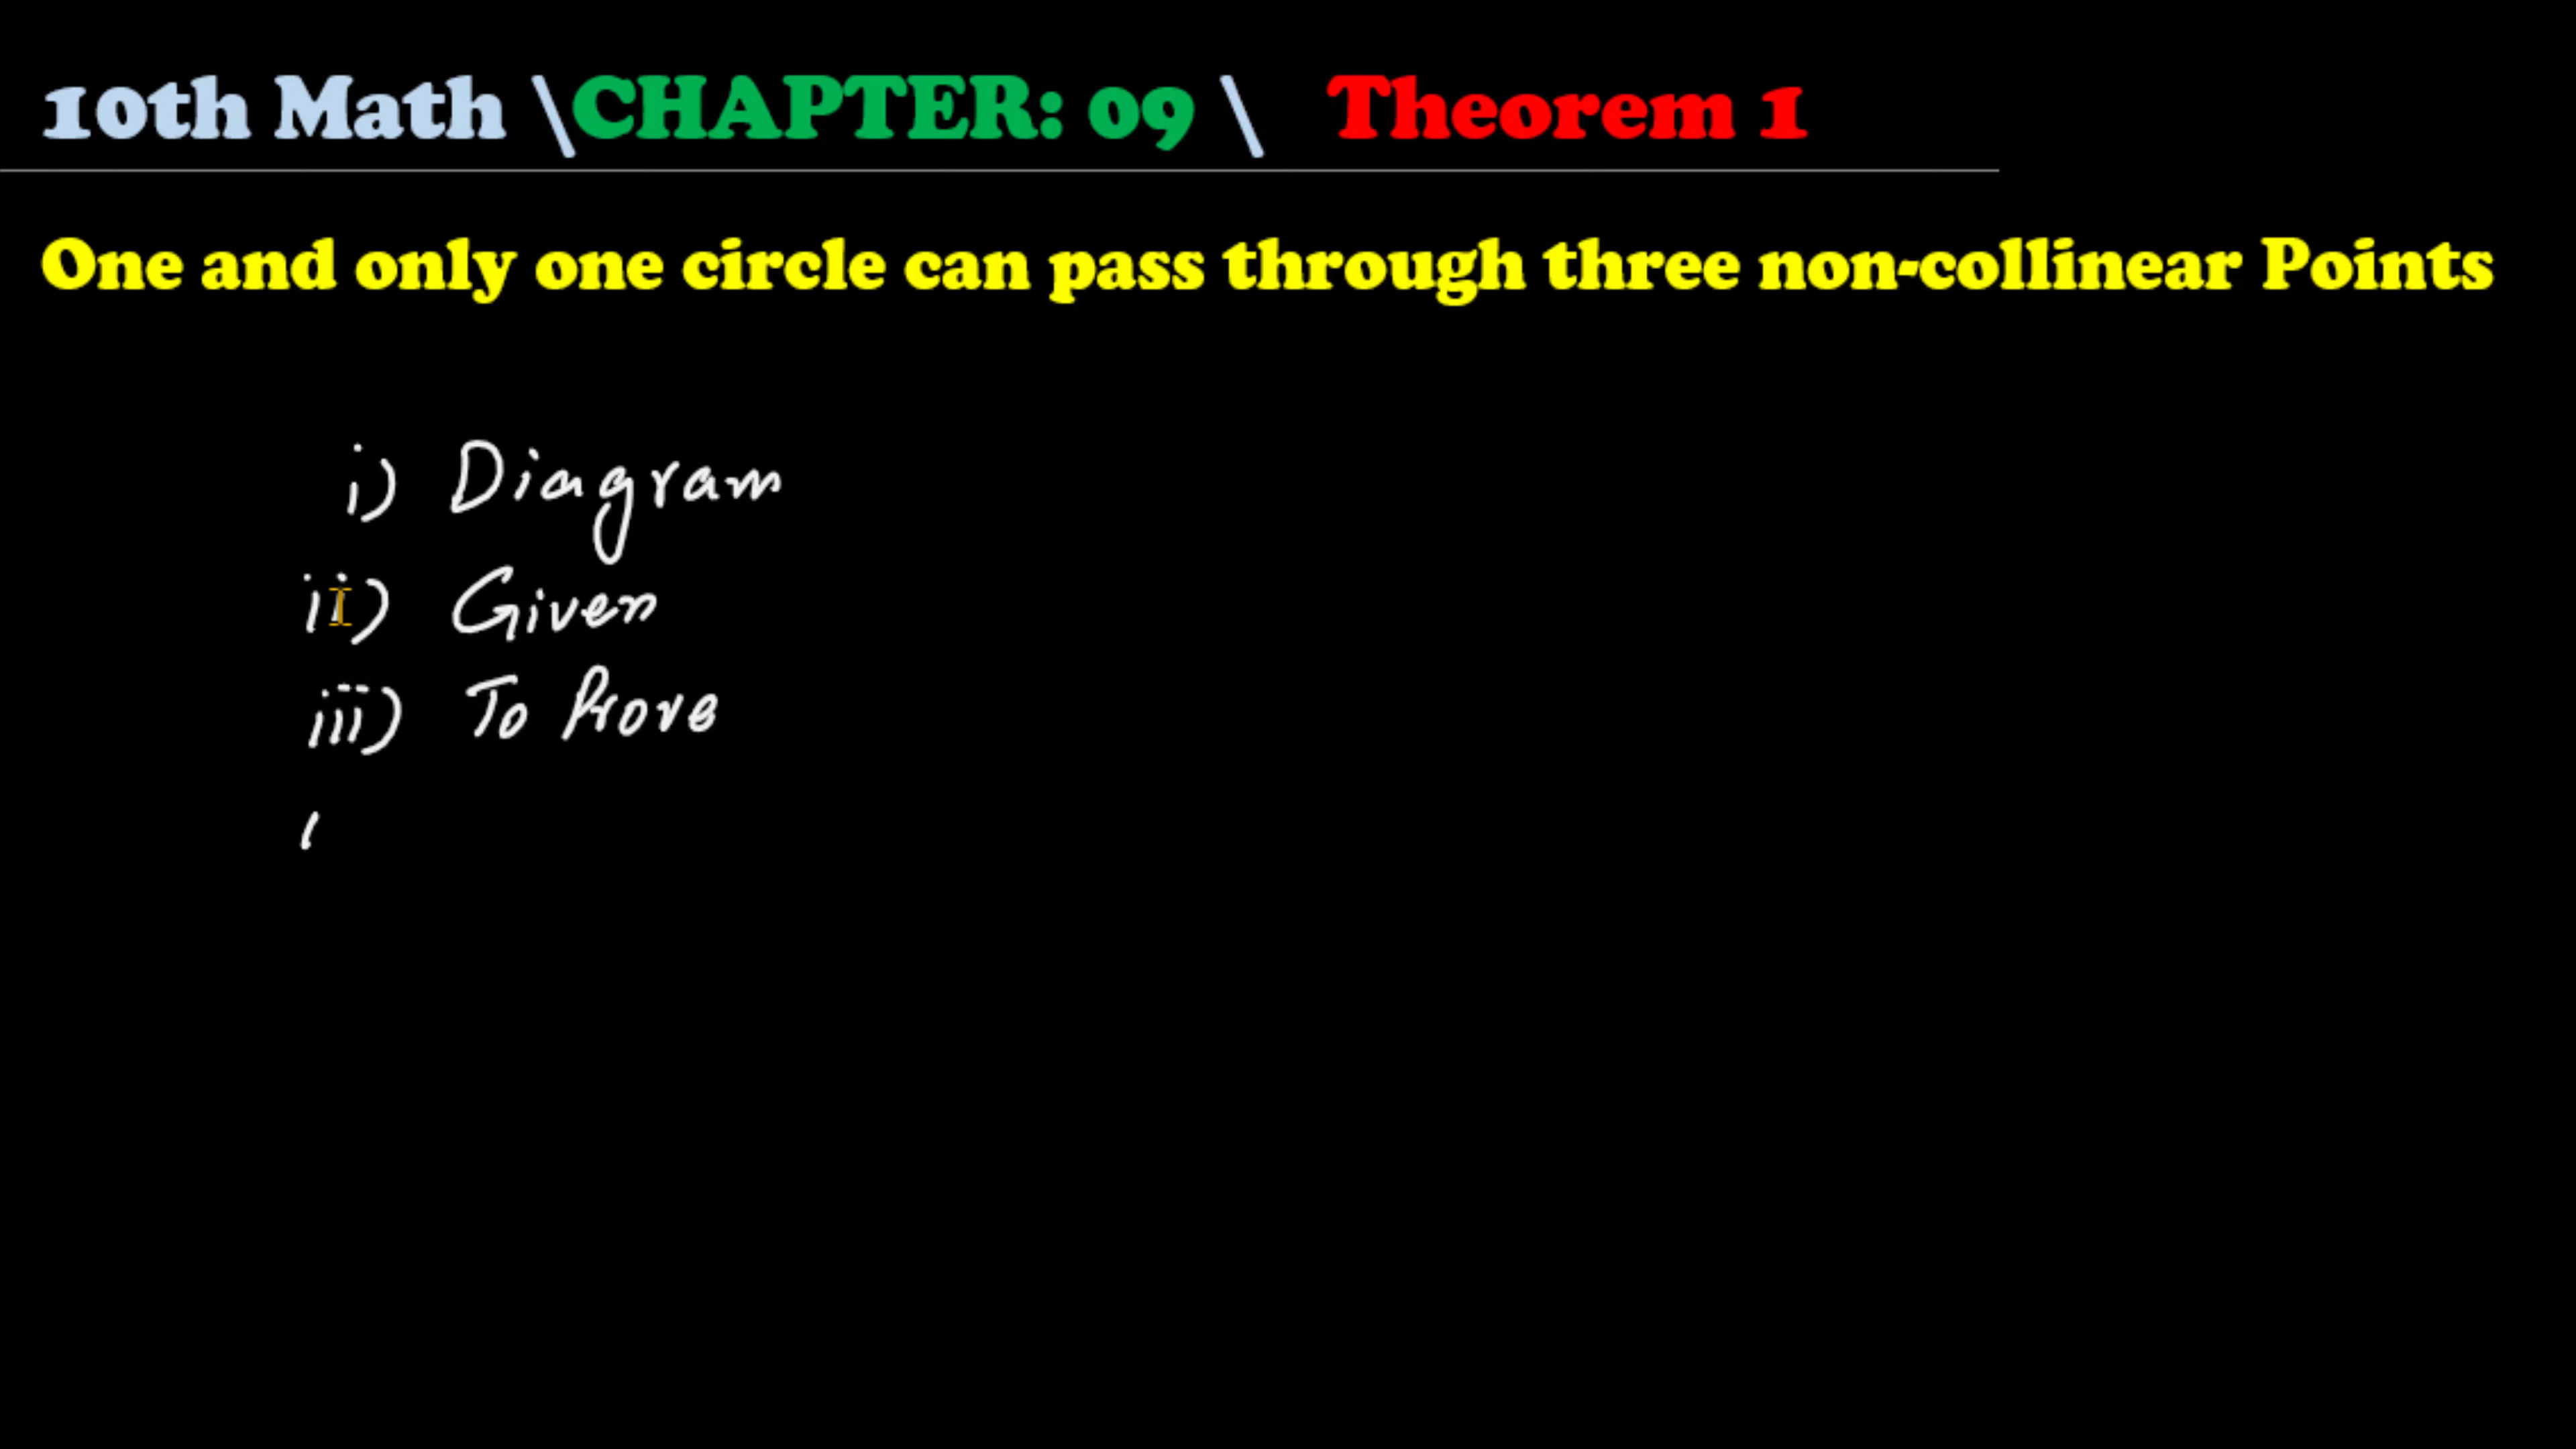 10th Math \CHAPTER: 09 \ Theorem 1
One and only one circle can pass through three non-collinear Points
i) Diagram
ii) Given
iii) To Prove